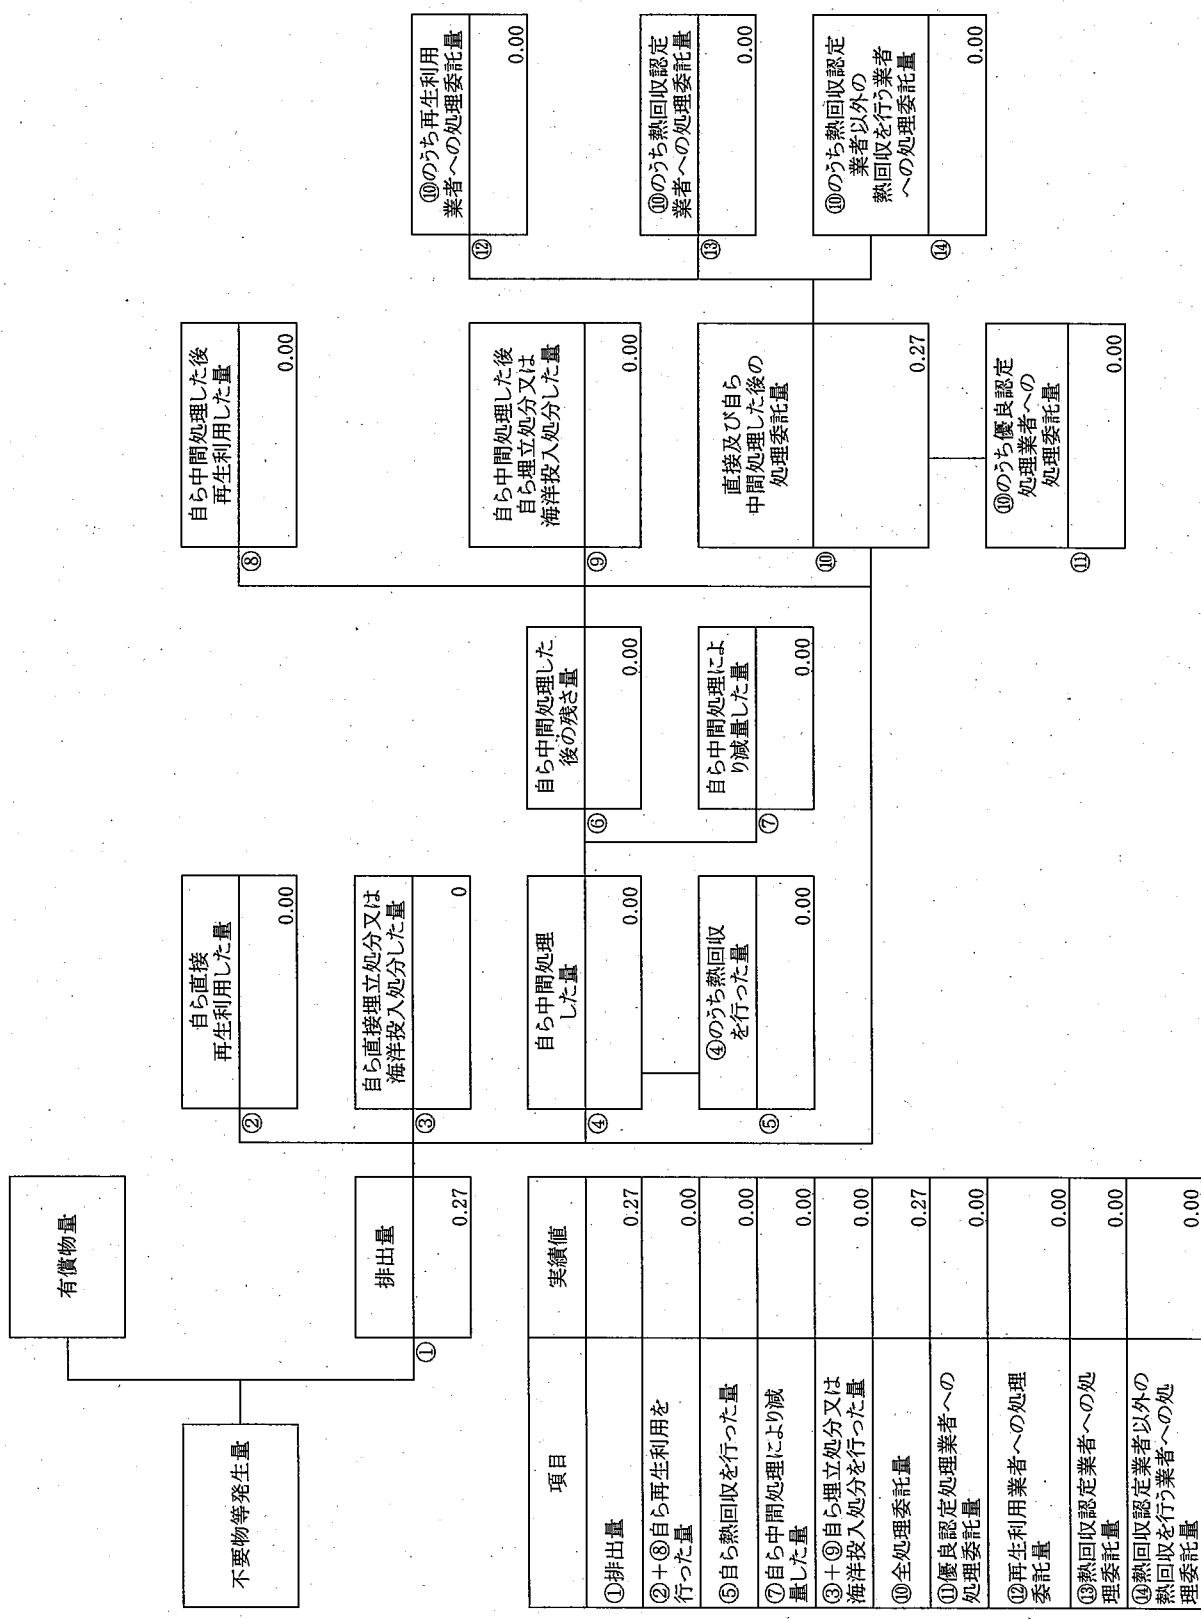 不要物等発生量
有償物量
排出量
①
0.27
自ら直接
再生利用した量
②
0.00
自ら直接埋立処分又は
海洋投入処分した量
③
0
自ら中間処理
した量
④
0.00
④のうち熱回収
を行った量
⑤
0.00
自ら中間処理した
後の残さ量
⑥
0.00
自ら中間処理によ
り減量した量
⑦
0.00
自ら中間処理した後
再生利用した量
⑧
0.00
自ら中間処理した後
自ら埋立処分又は
海洋投入処分した量
⑨
0.00
直接及び自ら
中間処理した後の
処理委託量
⑩
0.27
⑩のうち優良認定
処理業者への
処理委託量
⑪
0.00
⑩のうち再生利用
業者への処理委託量
⑫
0.00
⑩のうち熱回収認定
業者への処理委託量
⑬
0.00
⑩のうち熱回収認定
業者以外の
熱回収を行う業者
への処理委託量
⑭
0.00
項目 実績値
①排出量 0.27
②+⑧自ら再生利用を
行った量 0.00
⑤自ら熱回収を行った量 0.00
⑦自ら中間処理により減
量した量 0.00
③+⑨自ら埋立処分又は
海洋投入処分を行った量 0.00
⑩全処理委託量 0.27
⑪優良認定処理業者への
処理委託量 0.00
⑫再生利用業者への処理
委託量 0.00
⑬熱回収認定業者への処
理委託量 0.00
⑭熱回収認定業者以外の
熱回収を行う業者への処
理委託量 0.00